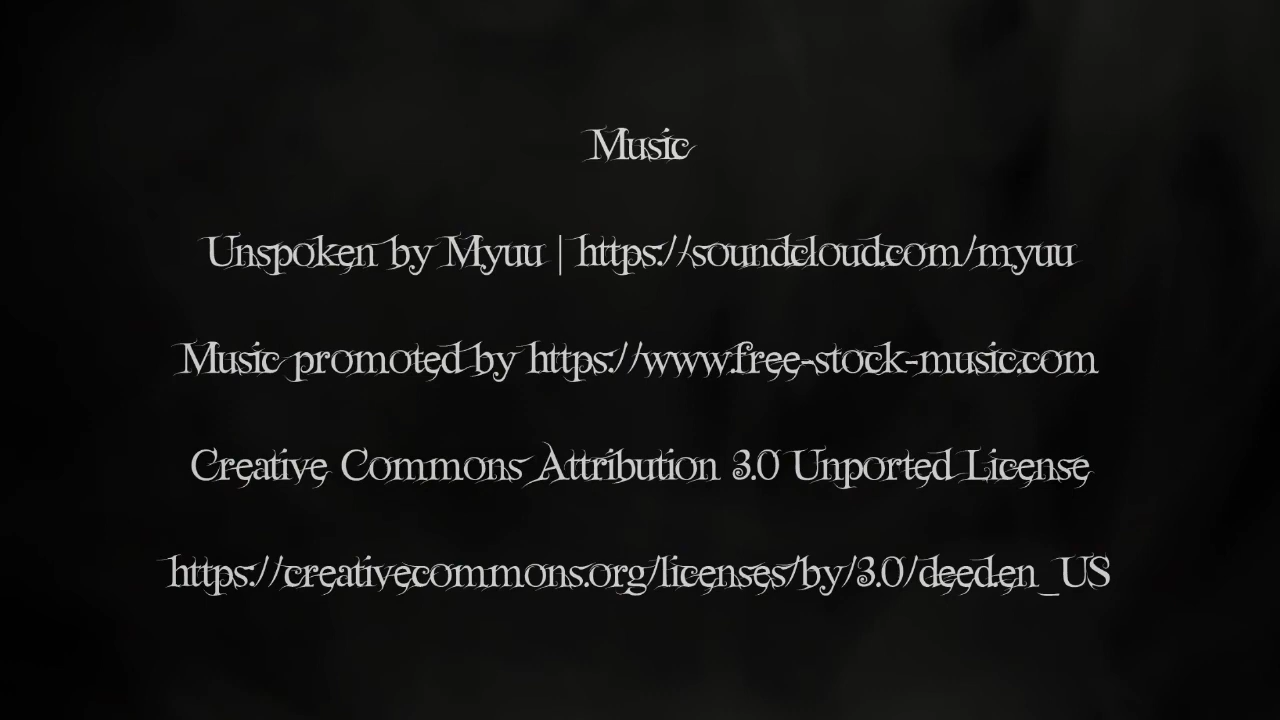 Music
Unspoken by Myuu | https://soundcloud.com/myuu
Music promoted by https://www.free-stock-music.com
Creative Commons Attribution 3.0 Unported License
https://creativecommons.org/licenses/by/3.0/deed.en_US